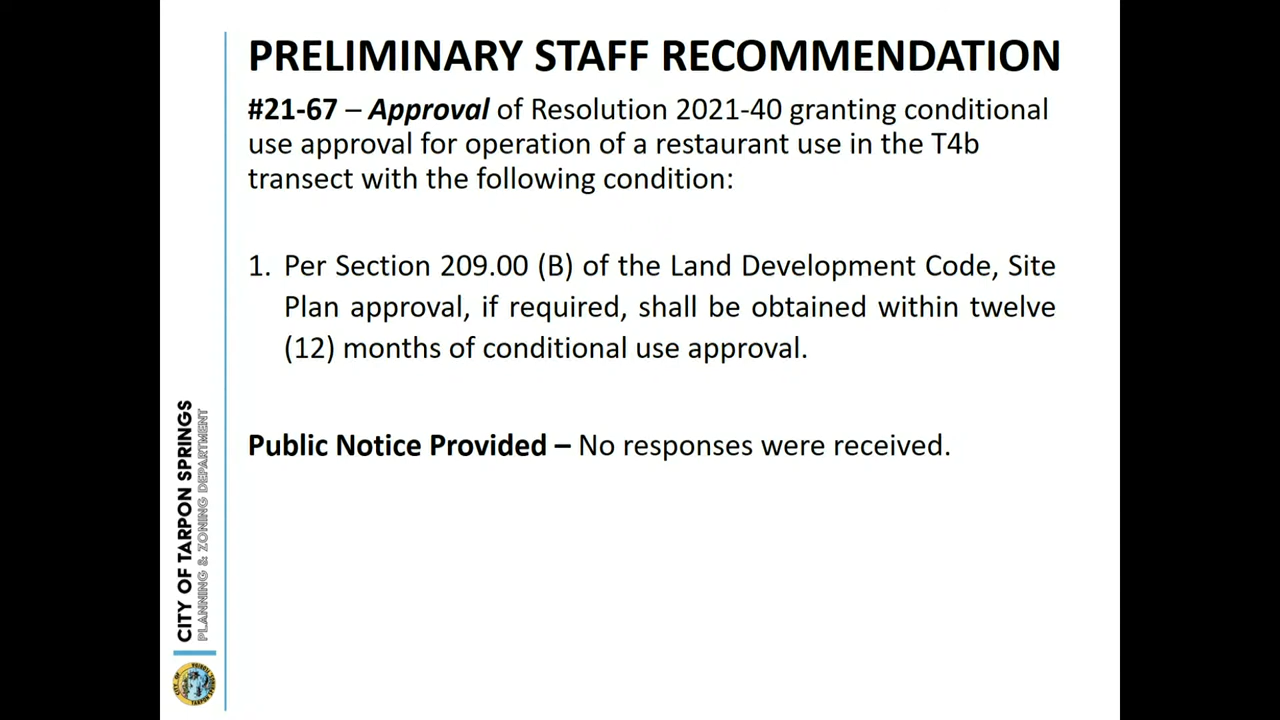 PRELIMINARY STAFF RECOMMENDATION
#21-67 – Approval of Resolution 2021-40 granting conditional
use approval for operation of a restaurant use in the T4b
transect with the following condition:
1. Per Section 209.00 (B) of the Land Development Code, Site
Plan approval, if required, shall be obtained within twelve
(12) months of conditional use approval.
Public Notice Provided – No responses were received.
CITY OF TARPON SPRINGS
PLANNING & ZONING DEPARTMENT